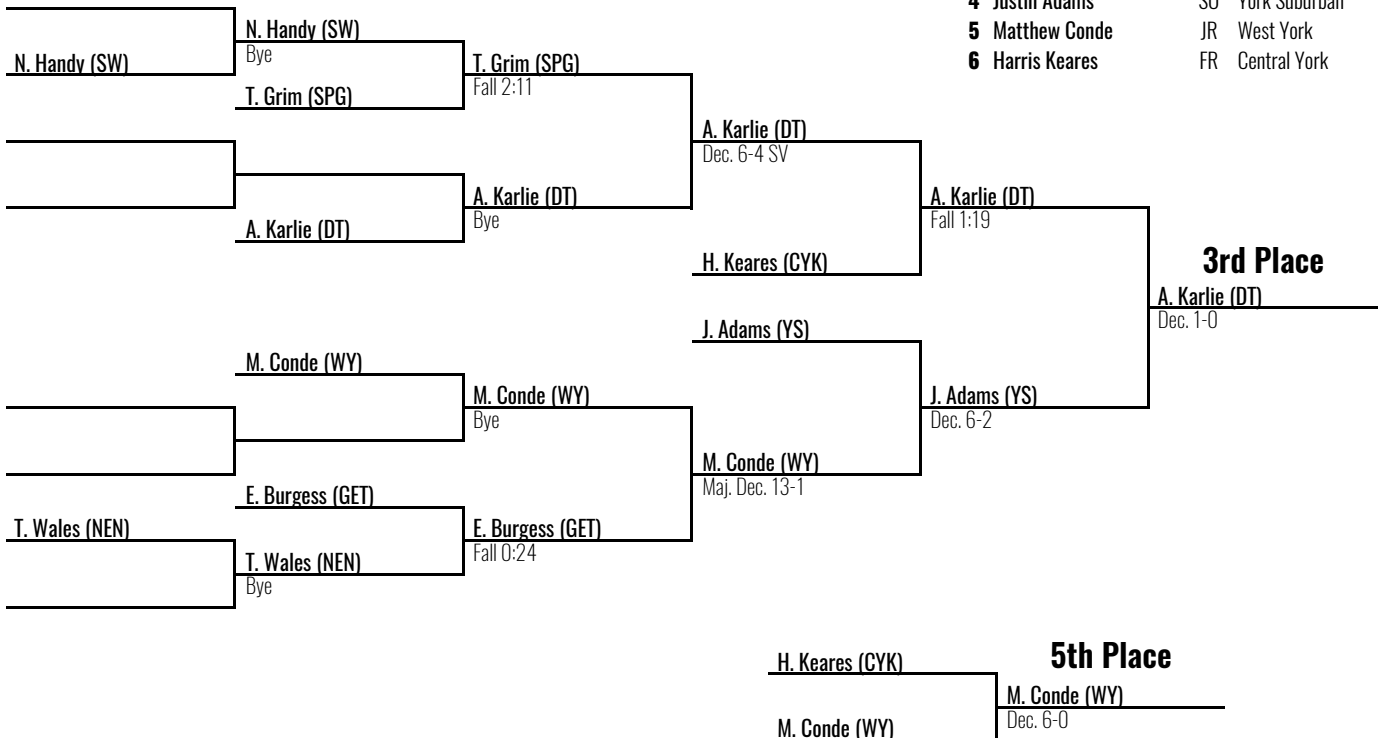 4 Justin Adams SO York Suburban
5 Matthew Conde JR West York
6 Harris Keares FR Central York
N. Handy (SW)
N. Handy (SW)
Bye
T. Grim (SPG)
T. Grim (SPG)
Fall 2:11
A. Karlie (DT)
Dec. 6-4 SV
A. Karlie (DT)
A. Karlie (DT)
Bye
A. Karlie (DT)
Fall 1:19
H. Keares (CYK)
3rd Place
A. Karlie (DT)
Dec. 1-0
J. Adams (YS)
M. Conde (WY)
M. Conde (WY)
Bye
J. Adams (YS)
Dec. 6-2
M. Conde (WY)
Maj. Dec. 13-1
E. Burgess (GET)
T. Wales (NEN)
E. Burgess (GET)
Fall 0:24
T. Wales (NEN)
Bye
5th Place
H. Keares (CYK)
M. Conde (WY)
Dec. 6-0
M. Conde (WY)